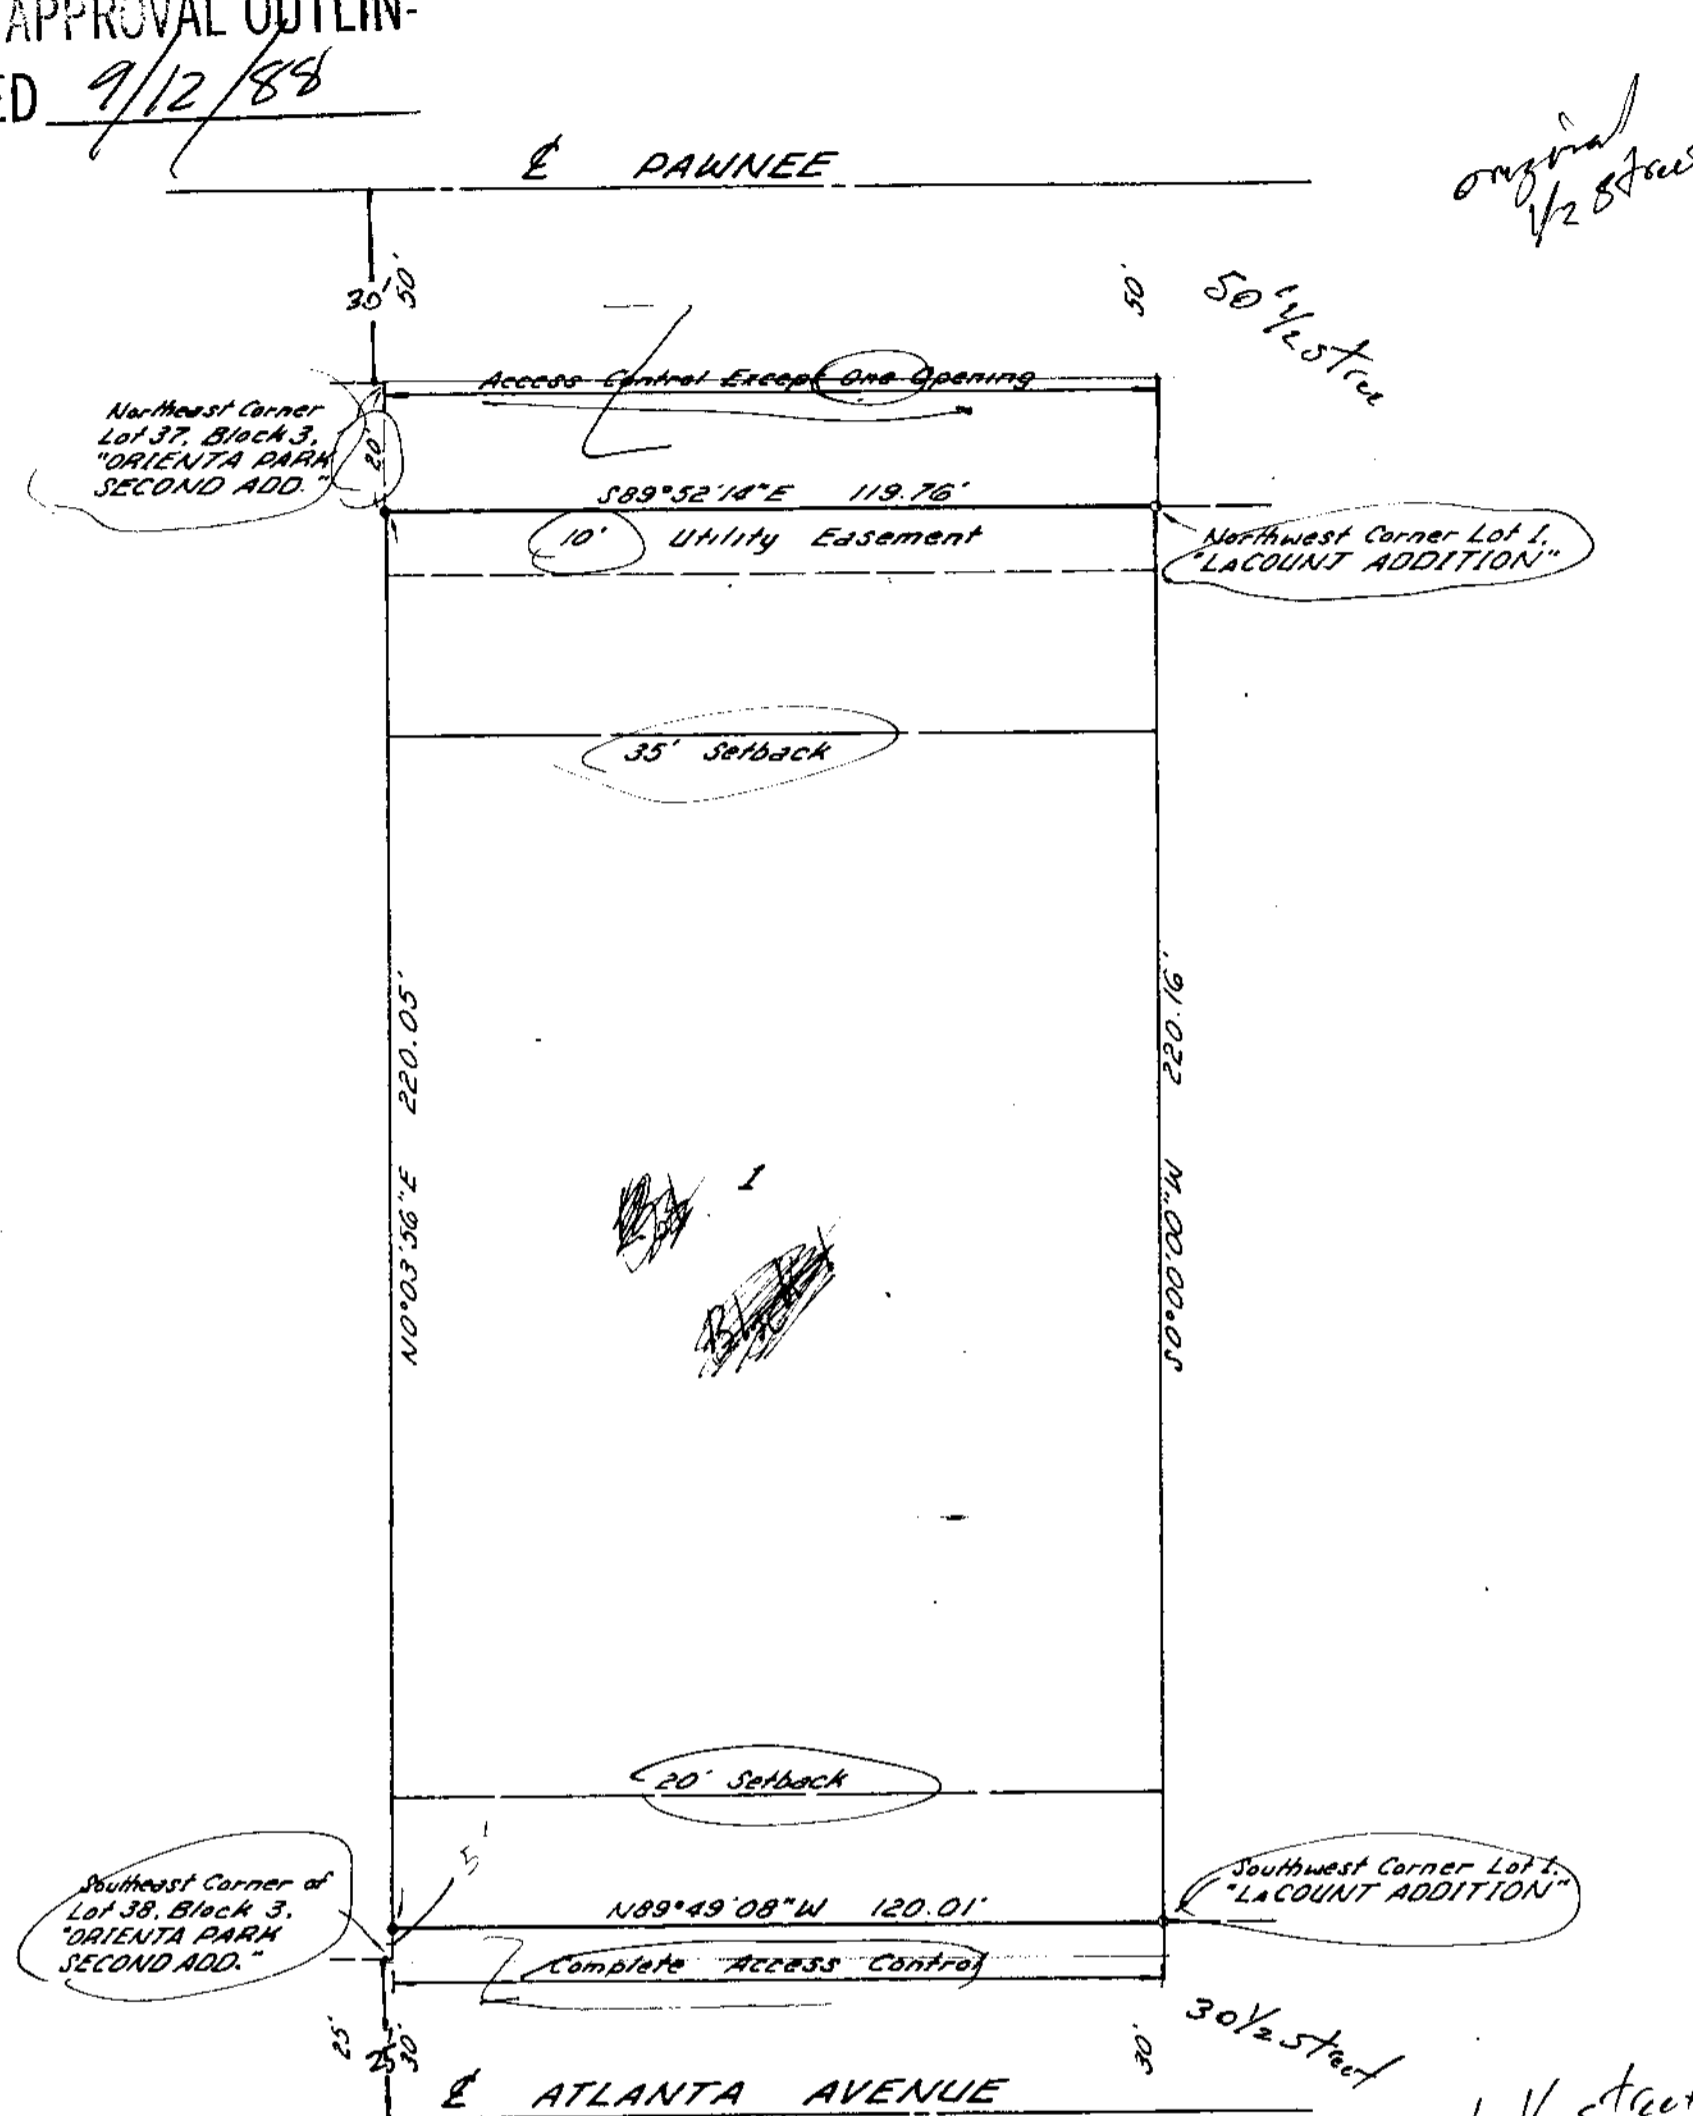 APPROVAL OUTLIN-
ED 9/12/88
original
1/2 stree
℄ PAWNEE
30' 50'
50'
50' 1/2 stree
Access Control Except One Opening
Northeast Corner
Lot 37, Block 3,
"ORIENTA PARK
SECOND ADD."
20'
S89°52'14"E 119.76'
10' Utility Easement
Northwest Corner Lot 1,
"LaCOUNT ADDITION"
35' Setback
N0°03'56"E 220.05'
S0°00'00"W 220.16'
1
20' Setback
5'
Southeast Corner of
Lot 38, Block 3,
"ORIENTA PARK
SECOND ADD."
N89°49'08"W 120.01'
Southwest Corner Lot 1,
"LaCOUNT ADDITION"
Complete Access Control
25' 25' 30'
30'
30 1/2 street
℄ ATLANTA AVENUE
street